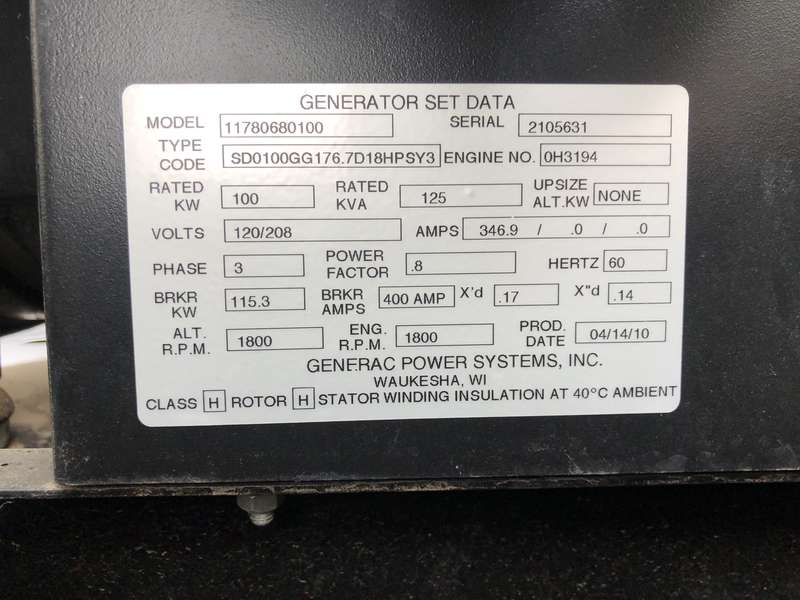 GENERATOR SET DATA
MODEL 11780680100 SERIAL 2105631
TYPE CODE SD0100GG176.7D18HPSY3 ENGINE NO. 0H3194
RATED KW 100 RATED KVA 125 UPSIZE ALT.KW NONE
VOLTS 120/208 AMPS 346.9 / .0 / .0
PHASE 3 POWER FACTOR .8 HERTZ 60
BRKR KW 115.3 BRKR AMPS 400 AMP X'd .17 X"d .14
ALT. R.P.M. 1800 ENG. R.P.M. 1800 PROD. DATE 04/14/10
GENERAC POWER SYSTEMS, INC.
WAUKESHA, WI
CLASS H ROTOR H STATOR WINDING INSULATION AT 40°C AMBIENT